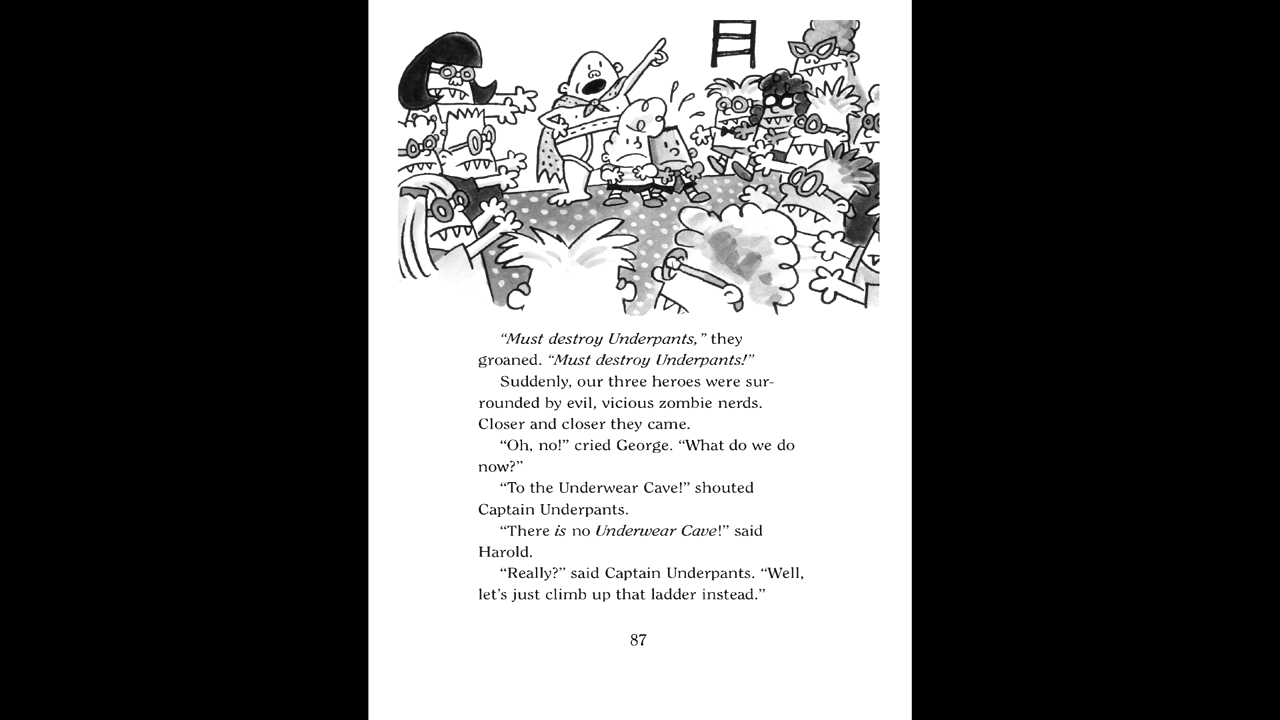 “Must destroy Underpants,” they
groaned. “Must destroy Underpants!”
Suddenly, our three heroes were sur-
rounded by evil, vicious zombie nerds.
Closer and closer they came.
“Oh, no!” cried George. “What do we do
now?”
“To the Underwear Cave!” shouted
Captain Underpants.
“There is no Underwear Cave!” said
Harold.
“Really?” said Captain Underpants. “Well,
let’s just climb up that ladder instead.”
87